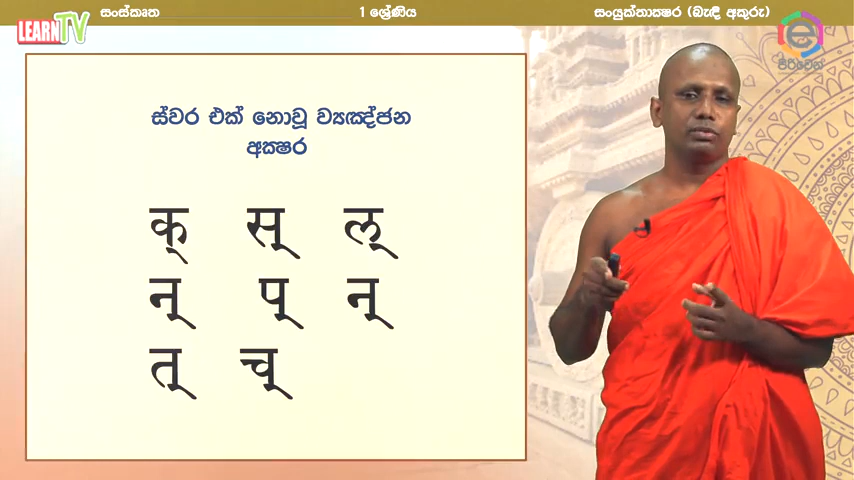 සංස්කෘත
1 ශ්‍රේණිය
සංයුක්තාක්‍ෂර (බැඳි අකුරු)
LEARN TV
e
පිරිවෙන්
ස්වර එක් නොවූ ව්‍යඤ්ජන
අක්‍ෂර
क् स् ल्
न् प् न्
त् च्